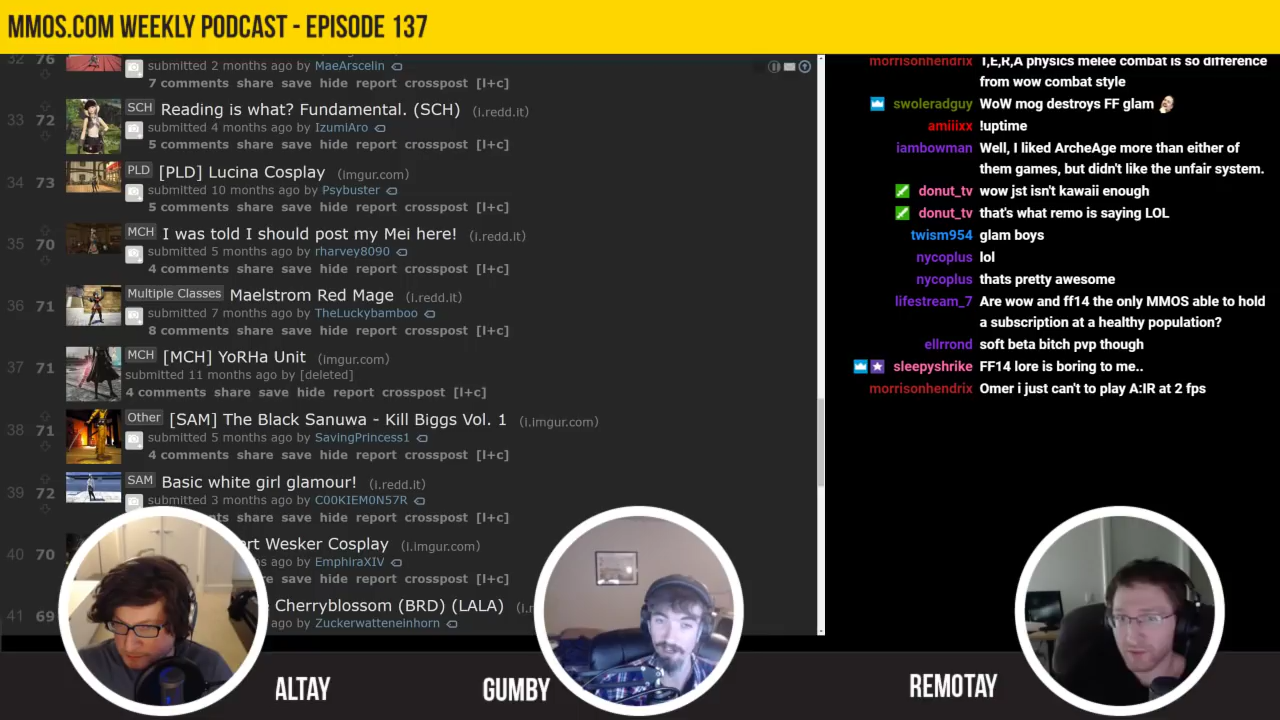 MMOS.COM WEEKLY PODCAST - EPISODE 137
32 76
submitted 2 months ago by MaeArscelin
7 comments share save hide report crosspost [l+c]
33 72 SCH Reading is what? Fundamental. (SCH) (i.redd.it)
submitted 4 months ago by IzumiAro
5 comments share save hide report crosspost [l+c]
34 73 PLD [PLD] Lucina Cosplay (imgur.com)
submitted 10 months ago by Psybuster
5 comments share save hide report crosspost [l+c]
35 70 MCH I was told I should post my Mei here! (i.redd.it)
submitted 5 months ago by rharvey8090
4 comments share save hide report crosspost [l+c]
36 71 Multiple Classes Maelstrom Red Mage (i.redd.it)
submitted 7 months ago by TheLuckybamboo
8 comments share save hide report crosspost [l+c]
37 71 MCH [MCH] YoRHa Unit (imgur.com)
submitted 11 months ago by [deleted]
4 comments share save hide report crosspost [l+c]
38 71 Other [SAM] The Black Sanuwa - Kill Biggs Vol. 1 (i.imgur.com)
submitted 5 months ago by SavingPrincess1
4 comments share save hide report crosspost [l+c]
39 72 SAM Basic white girl glamour! (i.redd.it)
submitted 3 months ago by C00KIEM0N57R
share save hide report crosspost [l+c]
40 70 Wesker Cosplay (i.imgur.com)
months ago by EmphiraXIV
save hide report crosspost [l+c]
41 69 Cherryblossom (BRD) (LALA)
Zuckerwatteneinhorn
morrisonhendrix T,E,R,A physics melee combat is so difference
from wow combat style
swoleradguy WoW mog destroys FF glam
amiiixx !uptime
iambowman Well, I liked ArcheAge more than either of
them games, but didn't like the unfair system.
donut_tv wow jst isn't kawaii enough
donut_tv that's what remo is saying LOL
twism954 glam boys
nycoplus lol
nycoplus thats pretty awesome
lifestream_7 Are wow and ff14 the only MMOS able to hold
a subscription at a healthy population?
ellrrond soft beta bitch pvp though
sleepyshrike FF14 lore is boring to me..
morrisonhendrix Omer i just can't to play A:IR at 2 fps
ALTAY
GUMBY
REMOTAY